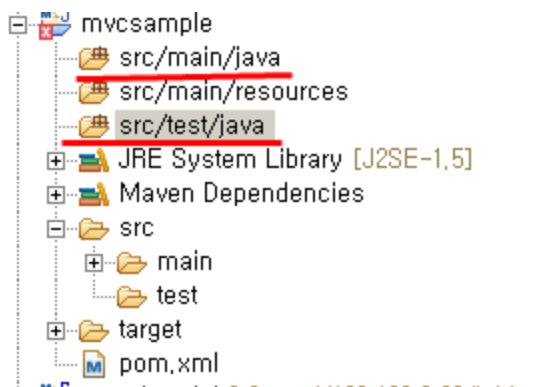 mvcsample
src/main/java
src/main/resources
src/test/java
JRE System Library [J2SE-1,5]
Maven Dependencies
src
main
test
target
pom,xml